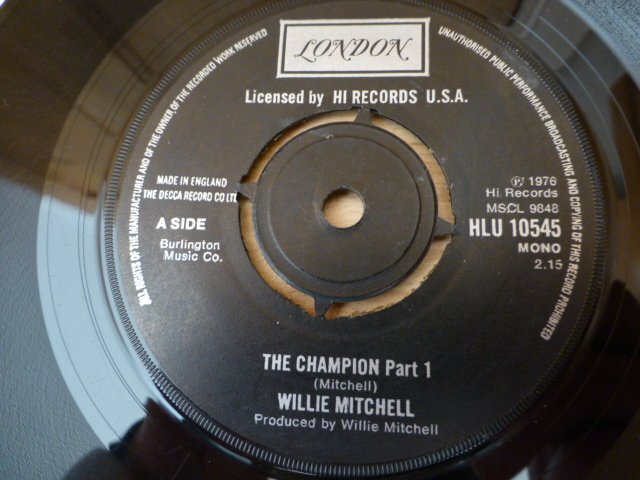 ALL RIGHTS OF THE MANUFACTURER AND OF THE OWNER OF THE RECORDED WORK RESERVED
UNAUTHORISED PUBLIC PERFORMANCE BROADCASTING AND COPYING OF THIS RECORD PROHIBITED
LONDON
Licensed by HI RECORDS U.S.A.
MADE IN ENGLAND
THE DECCA RECORD CO LTD.
A SIDE
Burlington
Music Co.
℗ 1976
Hi Records
MSCL 9848
HLU 10545
MONO
2.15
THE CHAMPION Part 1
(Mitchell)
WILLIE MITCHELL
Produced by Willie Mitchell